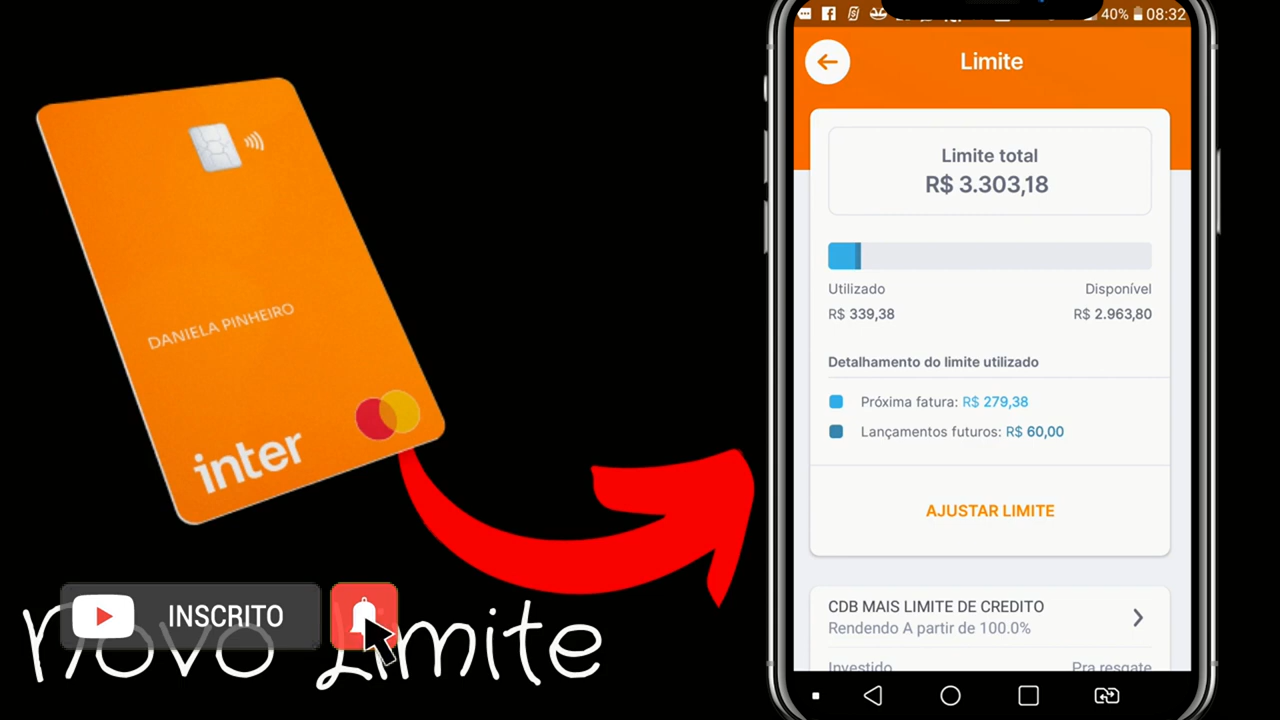 DANIELA PINHEIRO
inter
INSCRITO
Novo Limite
40% 08:32
Limite
Limite total
R$ 3.303,18
Utilizado
Disponível
R$ 339,38
R$ 2.963,80
Detalhamento do limite utilizado
Próxima fatura: R$ 279,38
Lançamentos futuros: R$ 60,00
AJUSTAR LIMITE
CDB MAIS LIMITE DE CREDITO
Rendendo A partir de 100.0%
Investido
Pra resgate